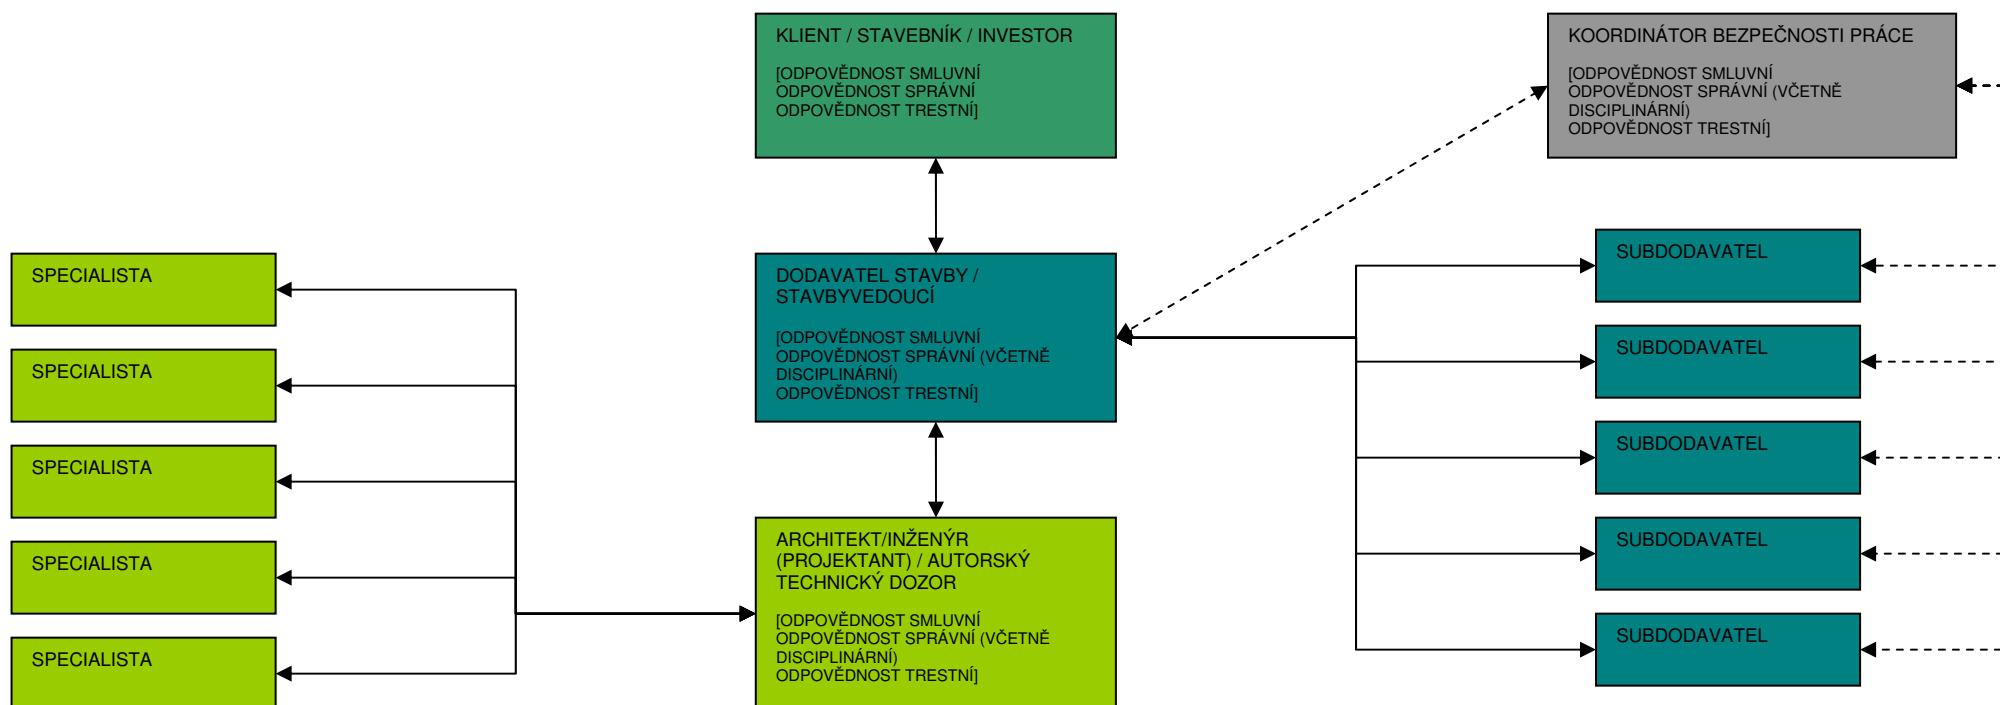 KLIENT / STAVEBNÍK / INVESTOR
[ODPOVĚDNOST SMLUVNÍ
ODPOVĚDNOST SPRÁVNÍ
ODPOVĚDNOST TRESTNÍ]
KOORDINÁTOR BEZPEČNOSTI PRÁCE
[ODPOVĚDNOST SMLUVNÍ
ODPOVĚDNOST SPRÁVNÍ (VČETNĚ
DISCIPLINÁRNÍ)
ODPOVĚDNOST TRESTNÍ]
DODAVATEL STAVBY /
STAVBYVEDOUCÍ
[ODPOVĚDNOST SMLUVNÍ
ODPOVĚDNOST SPRÁVNÍ (VČETNĚ
DISCIPLINÁRNÍ)
ODPOVĚDNOST TRESTNÍ]
SPECIALISTA
SPECIALISTA
SPECIALISTA
SPECIALISTA
SPECIALISTA
ARCHITEKT/INŽENÝR
(PROJEKTANT) / AUTORSKÝ
TECHNICKÝ DOZOR
[ODPOVĚDNOST SMLUVNÍ
ODPOVĚDNOST SPRÁVNÍ (VČETNĚ
DISCIPLINÁRNÍ)
ODPOVĚDNOST TRESTNÍ]
SUBDODAVATEL
SUBDODAVATEL
SUBDODAVATEL
SUBDODAVATEL
SUBDODAVATEL